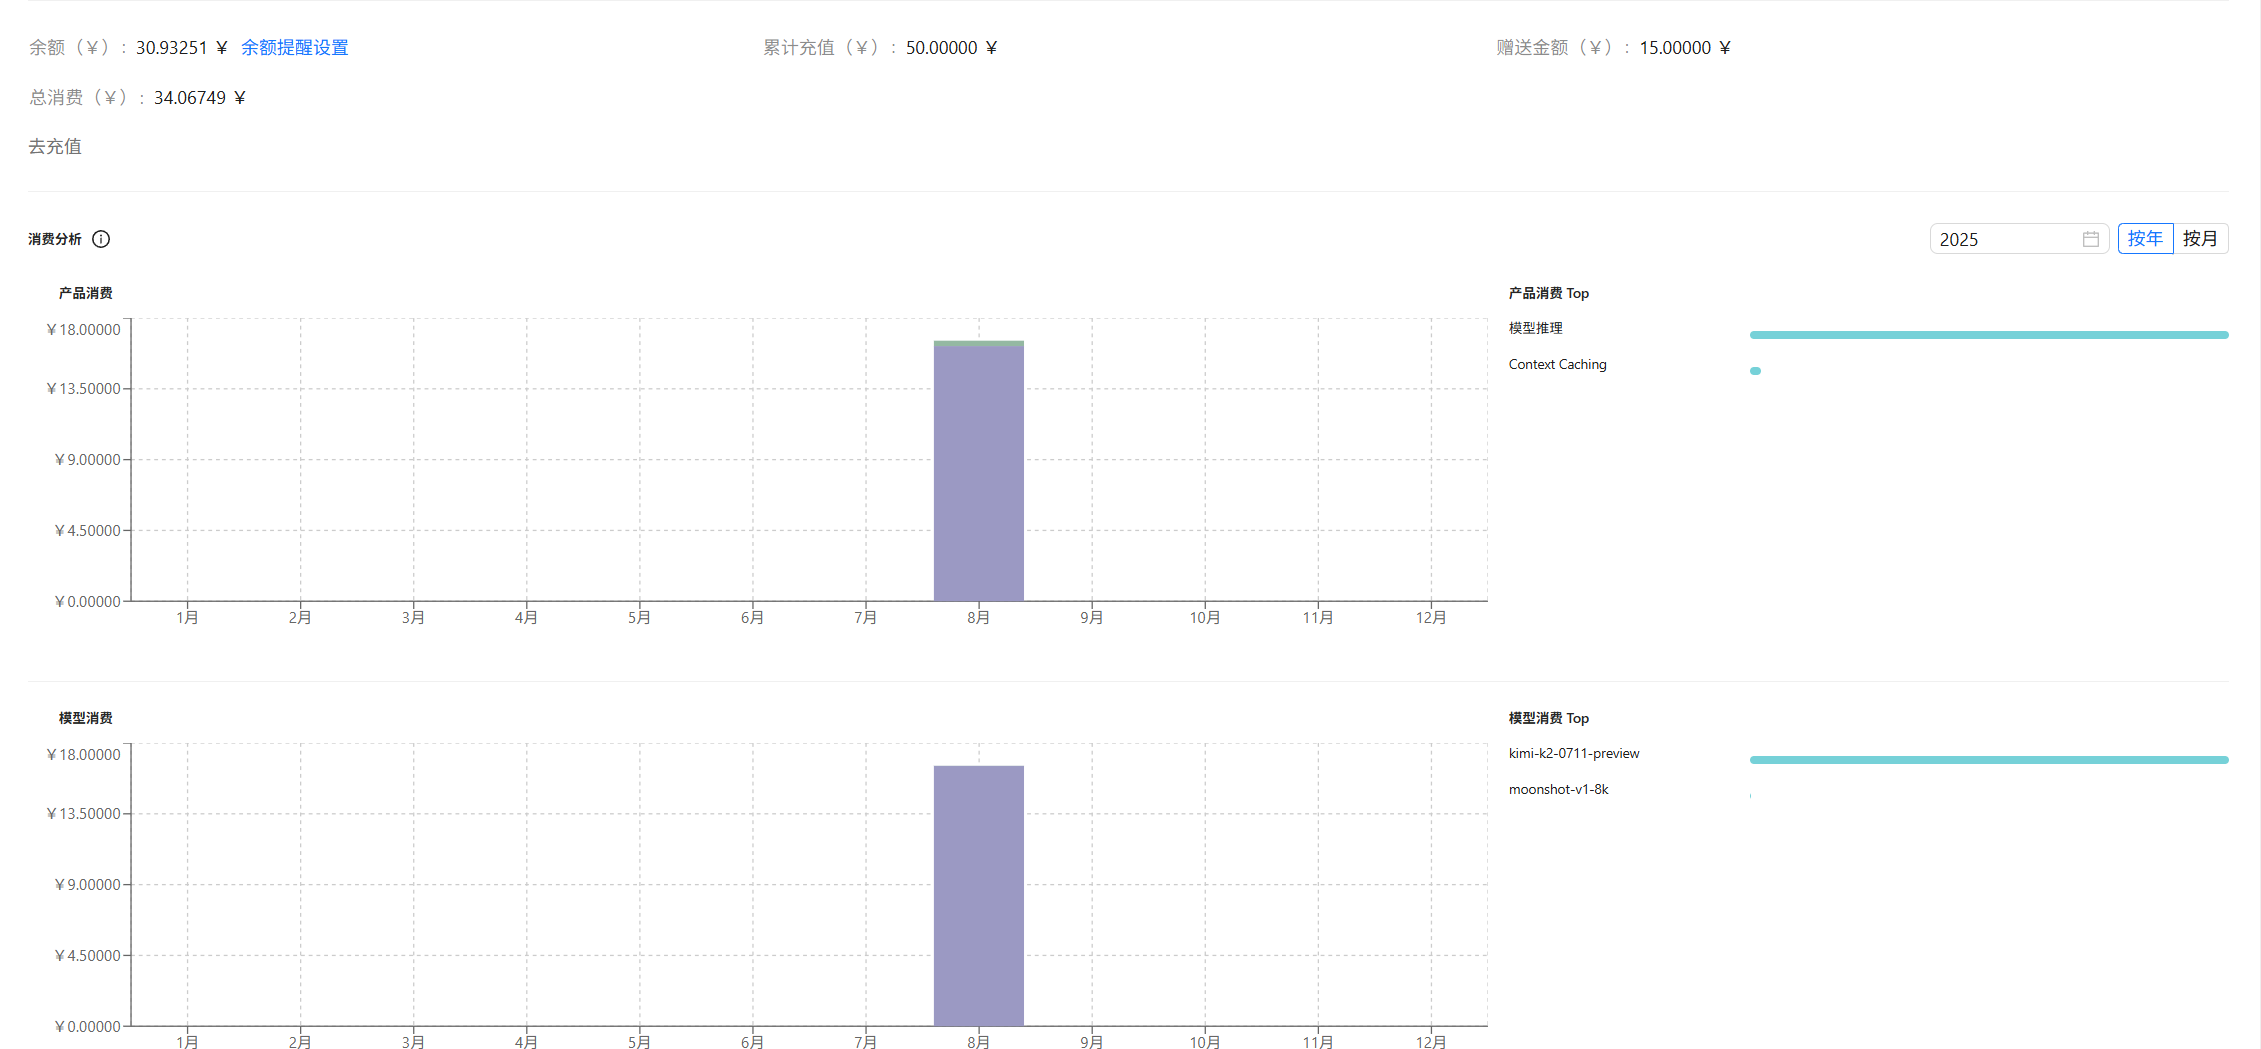 余额（¥）: 30.93251 ¥ 余额提醒设置
累计充值（¥）: 50.00000 ¥
赠送金额（¥）: 15.00000 ¥
总消费（¥）: 34.06749 ¥
去充值
消费分析
2025
按年 按月
产品消费
¥18.00000
¥13.50000
¥9.00000
¥4.50000
¥0.00000
1月 2月 3月 4月 5月 6月 7月 8月 9月 10月 11月 12月
产品消费 Top
模型推理
Context Caching
模型消费
¥18.00000
¥13.50000
¥9.00000
¥4.50000
¥0.00000
1月 2月 3月 4月 5月 6月 7月 8月 9月 10月 11月 12月
模型消费 Top
kimi-k2-0711-preview
moonshot-v1-8k